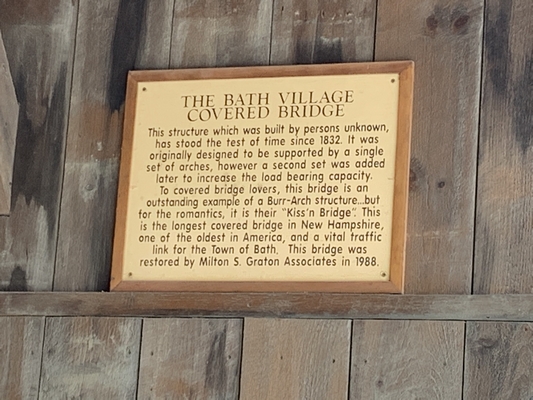 THE BATH VILLAGE
COVERED BRIDGE
This structure which was built by persons unknown,
has stood the test of time since 1832. It was
originally designed to be supported by a single
set of arches, however a second set was added
later to increase the load bearing capacity.
To covered bridge lovers, this bridge is an
outstanding example of a Burr-Arch structure...but
for the romantics, it is their "Kiss'n Bridge". This
is the longest covered bridge in New Hampshire,
one of the oldest in America, and a vital traffic
link for the Town of Bath. This bridge was
restored by Milton S. Graton Associates in 1988.